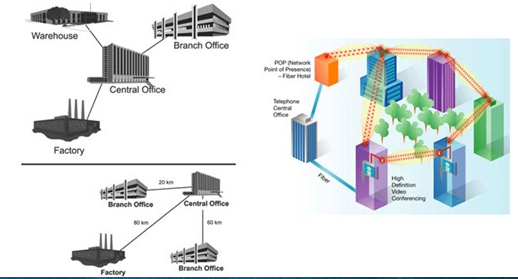 Warehouse
Branch Office
Central Office
Factory
20 km
Branch Office
Central Office
80 km
60 km
Factory
Branch Office
POP (Network
Point of Presence)
– Fiber Hotel
Telephone
Central
Office
Fiber
High
Definition
Video
Conferencing